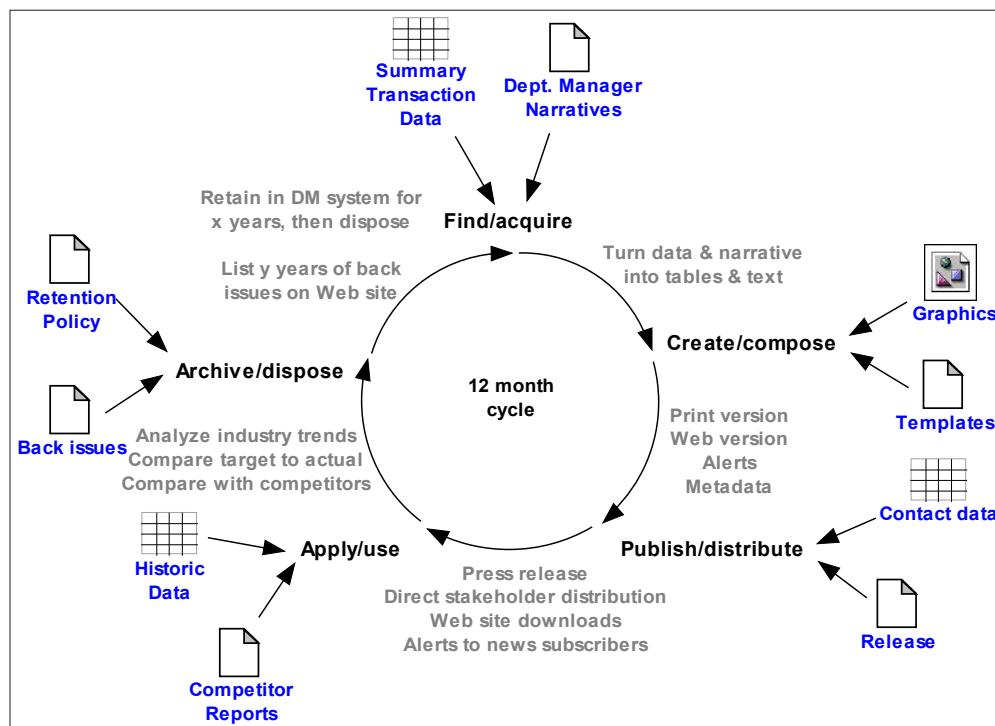 Summary
Transaction
Data
Dept. Manager
Narratives
Retain in DM system for
x years, then dispose
Find/acquire
List y years of back
issues on Web site
Turn data & narrative
into tables & text
Retention
Policy
Graphics
Archive/dispose
Create/compose
12 month
cycle
Back issues
Templates
Analyze industry trends
Compare target to actual
Compare with competitors
Print version
Web version
Alerts
Metadata
Contact data
Apply/use
Publish/distribute
Historic
Data
Press release
Direct stakeholder distribution
Web site downloads
Alerts to news subscribers
Release
Competitor
Reports